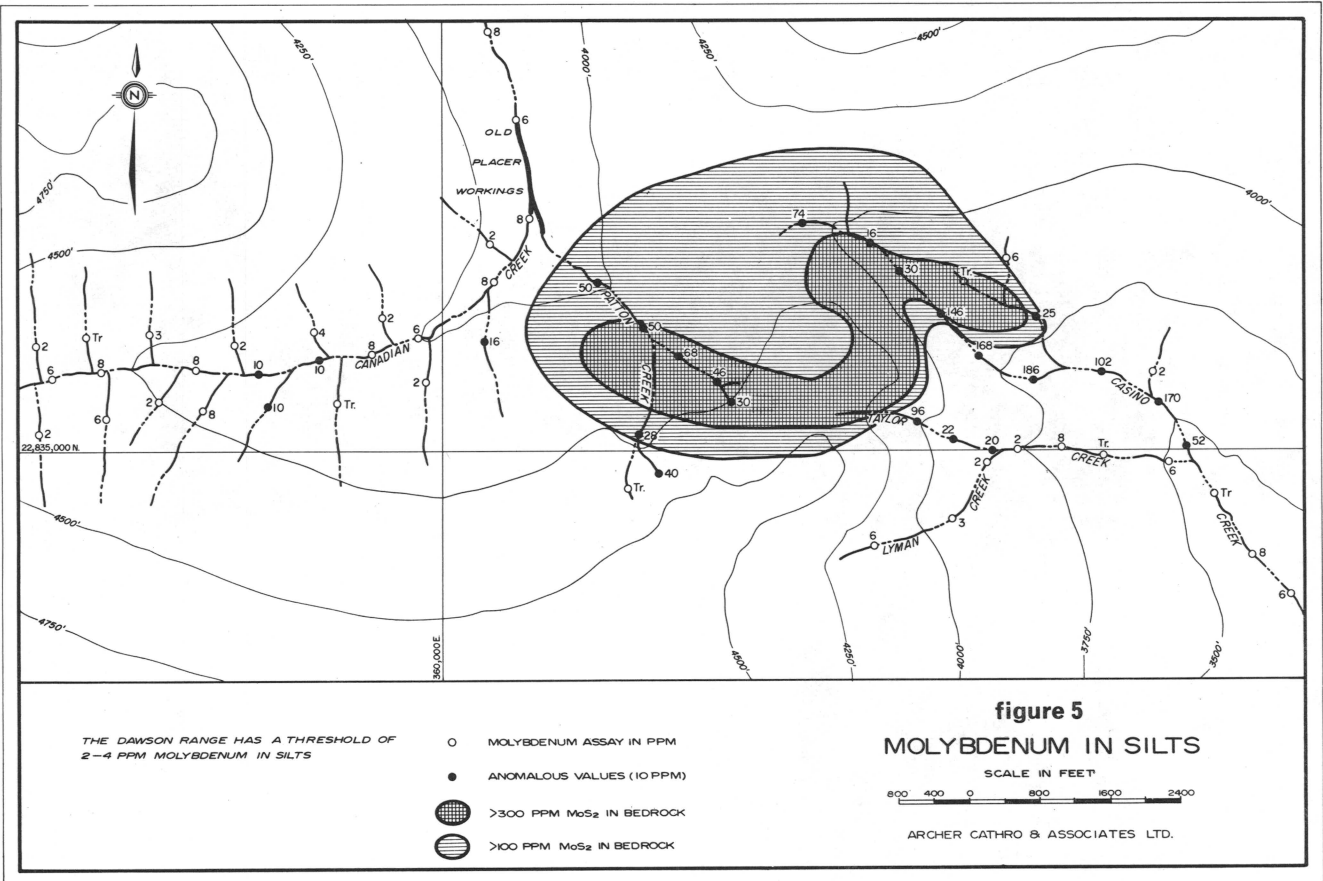 8
4500'
4250'
4000'
4250'
N
6
OLD
PLACER
WORKINGS
4750'
4000'
8
74
4500'
2
CREEK
16
6
8
30
Tr.
50
PATTON
2
4
146
25
Tr
3
50
16
6
168
2
2
8
CANADIAN
68
102
2
6
8
8
10
10
CREEK
46
186
CASINO
2
30
170
6
2
8
10
Tr.
TAYLOR
96
22
28
20
2
8
Tr.
52
2
22,835,000 N.
CREEK
6
40
2
Tr.
CREEK
Tr
4500'
3
CREEK
6
LYMAN
8
6
4750'
360,000 E.
4500'
4250'
4000'
3750'
3500'
THE DAWSON RANGE HAS A THRESHOLD OF
2-4 PPM MOLYBDENUM IN SILTS
MOLYBDENUM ASSAY IN PPM
ANOMALOUS VALUES (10 PPM)
>300 PPM MoS₂ IN BEDROCK
>100 PPM MoS₂ IN BEDROCK
figure 5
MOLYBDENUM IN SILTS
SCALE IN FEET
800 400 0 800 1600 2400
ARCHER CATHRO & ASSOCIATES LTD.